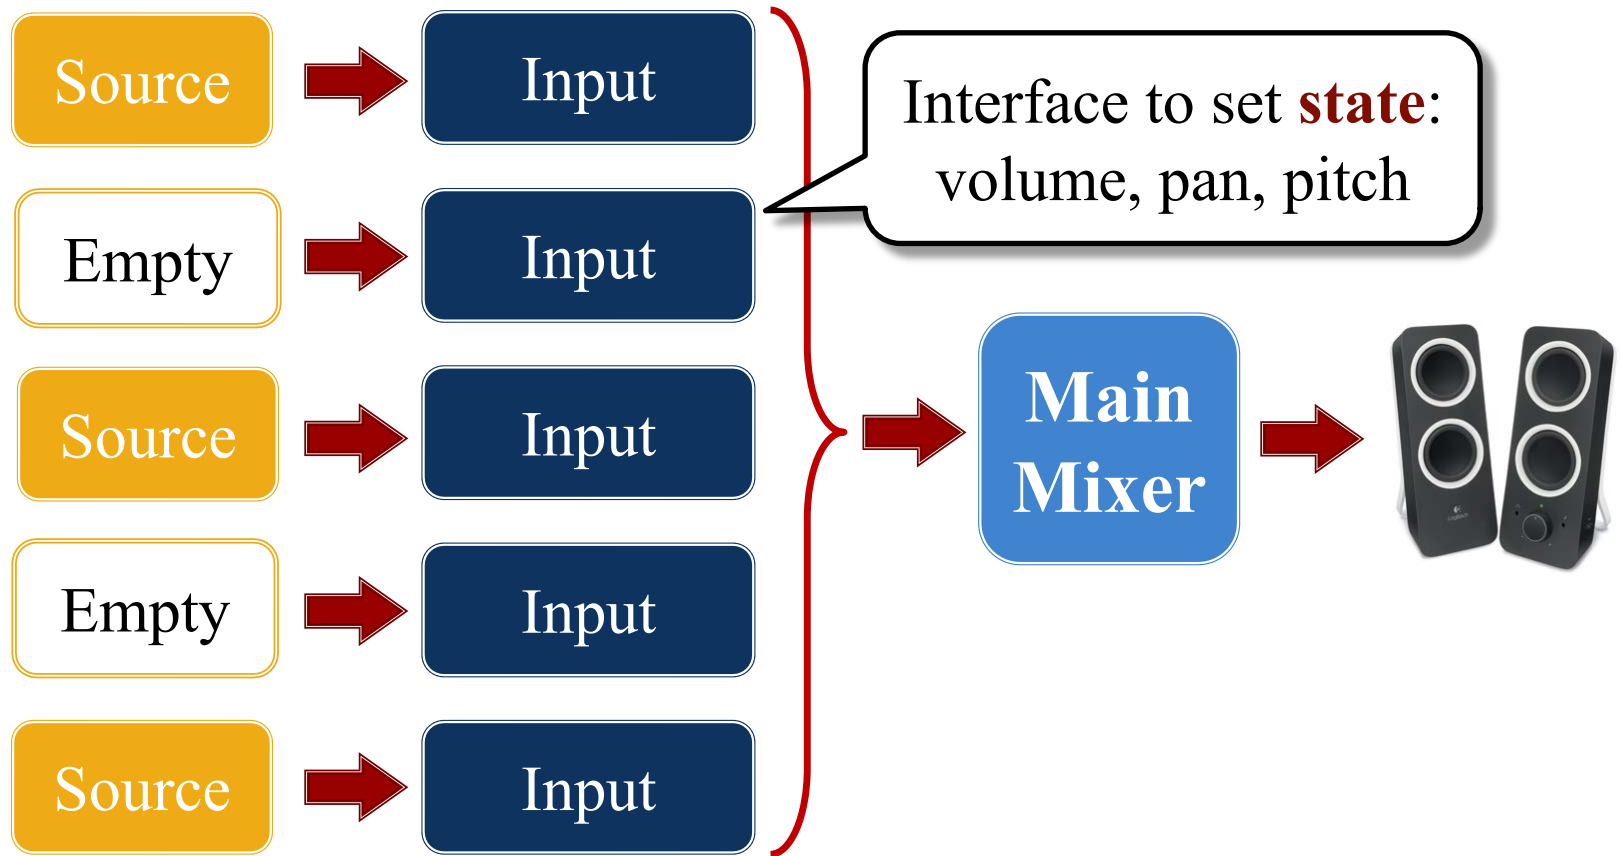 Source
Input
Interface to set state:
volume, pan, pitch
Empty
Input
Source
Input
Main
Mixer
Logitech
Empty
Input
Source
Input